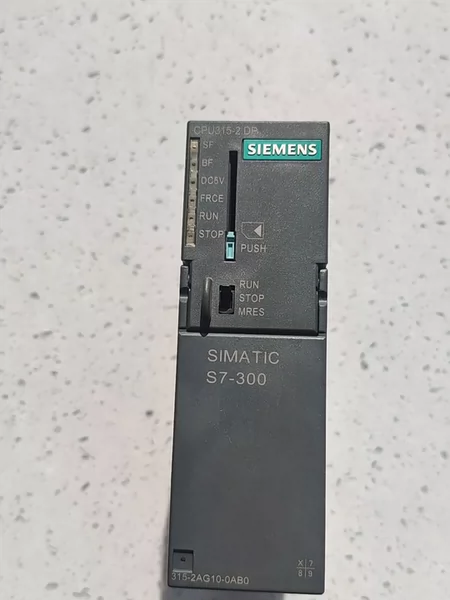 CPU315-2 DP
SIEMENS
SF
BF
DC5V
FRCE
RUN
STOP
PUSH
RUN
STOP
MRES
SIMATIC
S7-300
X 7
8 9
315-2AG10-0AB0